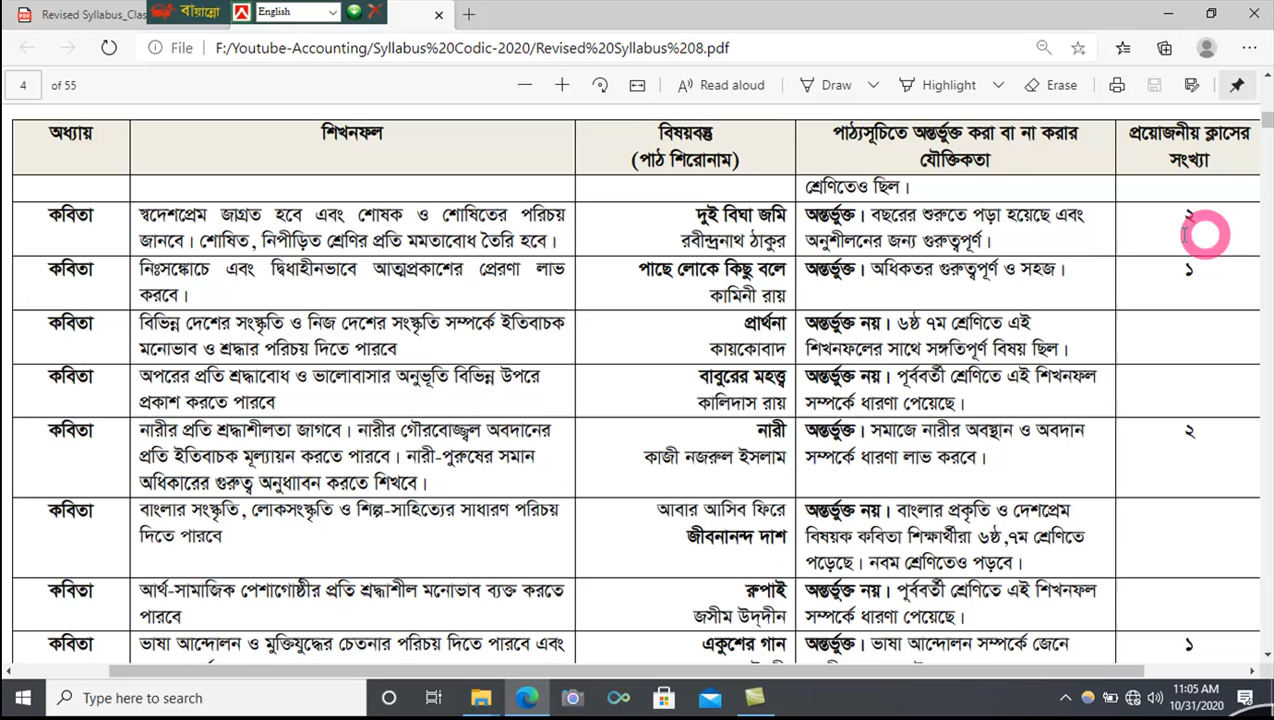 Revised Syllabus_Clas
বায়ান্নো
English
File
F:/Youtube-Accounting/Syllabus%20Codic-2020/Revised%20Syllabus%208.pdf
4 of 55
Read aloud
Draw
Highlight
Erase
অধ্যায় শিখনফল বিষয়বস্তু (পাঠ শিরোনাম) পাঠ্যসূচিতে অন্তর্ভুক্ত করা বা না করার যৌক্তিকতা প্রয়োজনীয় ক্লাসের সংখ্যা
শ্রেণিতেও ছিল।
কবিতা স্বদেশপ্রেম জাগ্রত হবে এবং শোষক ও শোষিতের পরিচয় দুই বিঘা জমি অন্তর্ভুক্ত। বছরের শুরুতে পড়া হয়েছে এবং ২
জানবে। শোষিত, নিপীড়িত শ্রেণির প্রতি মমতাবোধ তৈরি হবে। রবীন্দ্রনাথ ঠাকুর অনুশীলনের জন্য গুরুত্বপূর্ণ।
কবিতা নিঃসঙ্কোচে এবং দ্বিধাহীনভাবে আত্মপ্রকাশের প্রেরণা লাভ পাছে লোকে কিছু বলে অন্তর্ভুক্ত। অধিকতর গুরুত্বপূর্ণ ও সহজ। ১
করবে। কামিনী রায়
কবিতা বিভিন্ন দেশের সংস্কৃতি ও নিজ দেশের সংস্কৃতি সম্পর্কে ইতিবাচক প্রার্থনা অন্তর্ভুক্ত নয়। ৬ষ্ঠ ৭ম শ্রেণিতে এই
মনোভাব ও শ্রদ্ধার পরিচয় দিতে পারবে কায়কোবাদ শিখনফলের সাথে সঙ্গতিপূর্ণ বিষয় ছিল।
কবিতা অপরের প্রতি শ্রদ্ধাবোধ ও ভালোবাসার অনুভূতি বিভিন্ন উপরে বাবুরের মহত্ত্ব অন্তর্ভুক্ত নয়। পূর্ববর্তী শ্রেণিতে এই শিখনফল
প্রকাশ করতে পারবে কালিদাস রায় সম্পর্কে ধারণা পেয়েছে।
কবিতা নারীর প্রতি শ্রদ্ধাশীলতা জাগবে। নারীর গৌরবোজ্জ্বল অবদানের নারী অন্তর্ভুক্ত। সমাজে নারীর অবস্থান ও অবদান ২
প্রতি ইতিবাচক মূল্যায়ন করতে পারবে। নারী-পুরুষের সমান কাজী নজরুল ইসলাম সম্পর্কে ধারণা লাভ করবে।
অধিকারের গুরুত্ব অনুধাাবন করতে শিখবে।
কবিতা বাংলার সংস্কৃতি, লোকসংস্কৃতি ও শিল্প-সাহিত্যের সাধারণ পরিচয় আবার আসিব ফিরে অন্তর্ভুক্ত নয়। বাংলার প্রকৃতি ও দেশপ্রেম
দিতে পারবে জীবনানন্দ দাশ বিষয়ক কবিতা শিক্ষার্থীরা ৬ষ্ঠ,৭ম শ্রেণিতে
পড়েছে। নবম শ্রেণিতেও পড়বে।
কবিতা আর্থ-সামাজিক পেশাগোষ্ঠীর প্রতি শ্রদ্ধাশীল মনোভাব ব্যক্ত করতে রুপাই অন্তর্ভুক্ত নয়। পূর্ববর্তী শ্রেণিতে এই শিখনফল
পারবে জসীম উদ্‌দীন সম্পর্কে ধারণা পেয়েছে।
কবিতা ভাষা আন্দোলন ও মুক্তিযুদ্ধের চেতনার পরিচয় দিতে পারবে এবং একুশের গান অন্তর্ভুক্ত। ভাষা আন্দোলন সম্পর্কে জেনে ১
Type here to search
11:05 AM
10/31/2020